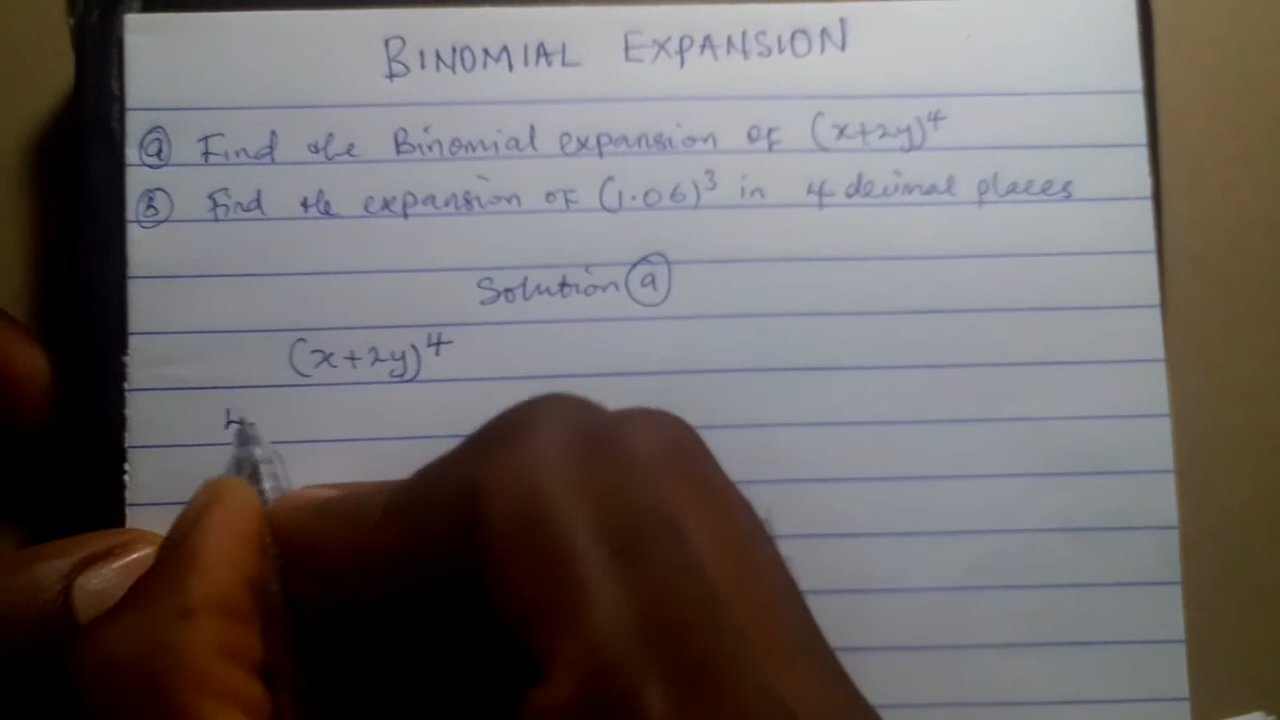 BINOMIAL EXPANSION
(a) Find the Binomial expansion of (x+2y)^4
(b) Find the expansion of (1.06)^3 in 4 decimal places
Solution (a)
(x+2y)^4